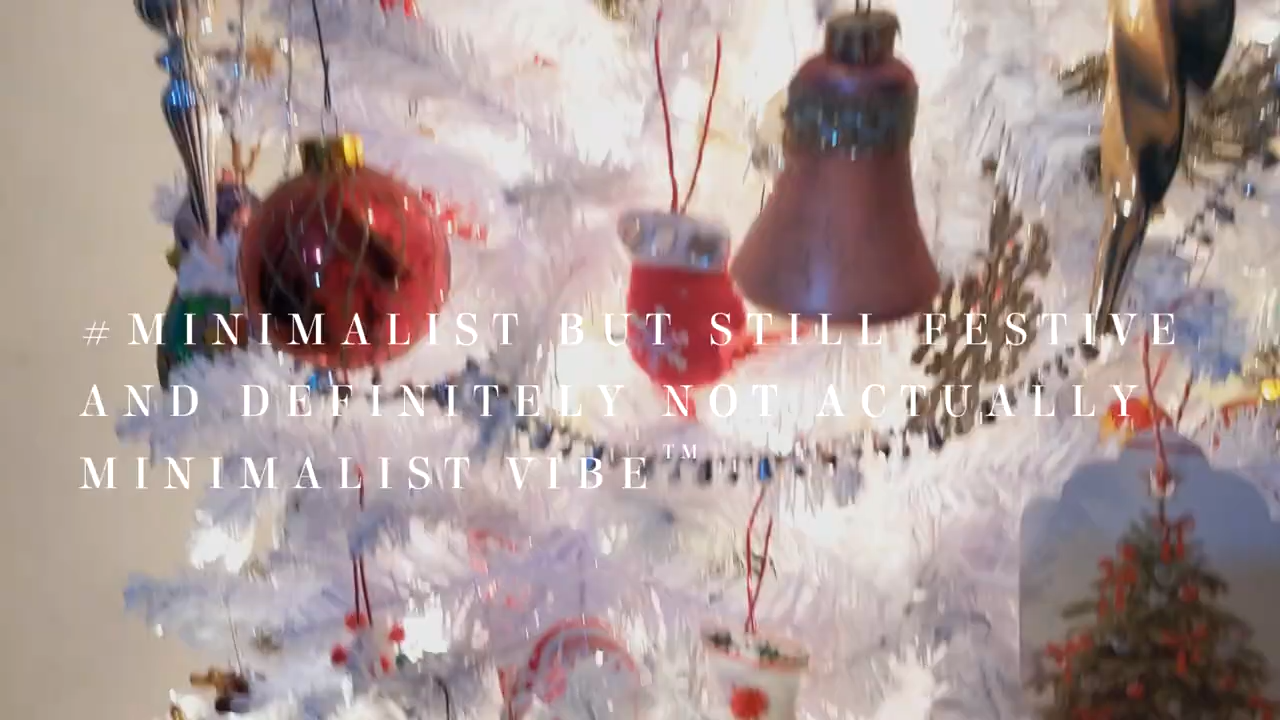 #MINIMALIST BUT STILL FESTIVE
AND DEFINITELY NOT ACTUALLY
MINIMALIST VIBE™